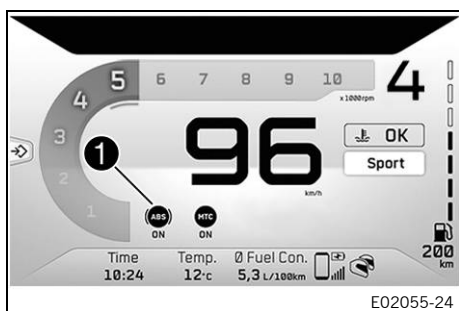 5 6 7 8 9 10
4
x1000rpm
4
3
2
1
96
km/h
OK
Sport
1
ABS MTC
ON ON
Time Temp. Ø Fuel Con.
10:24 12°C 5,3 L/100km
200
km
E02055-24